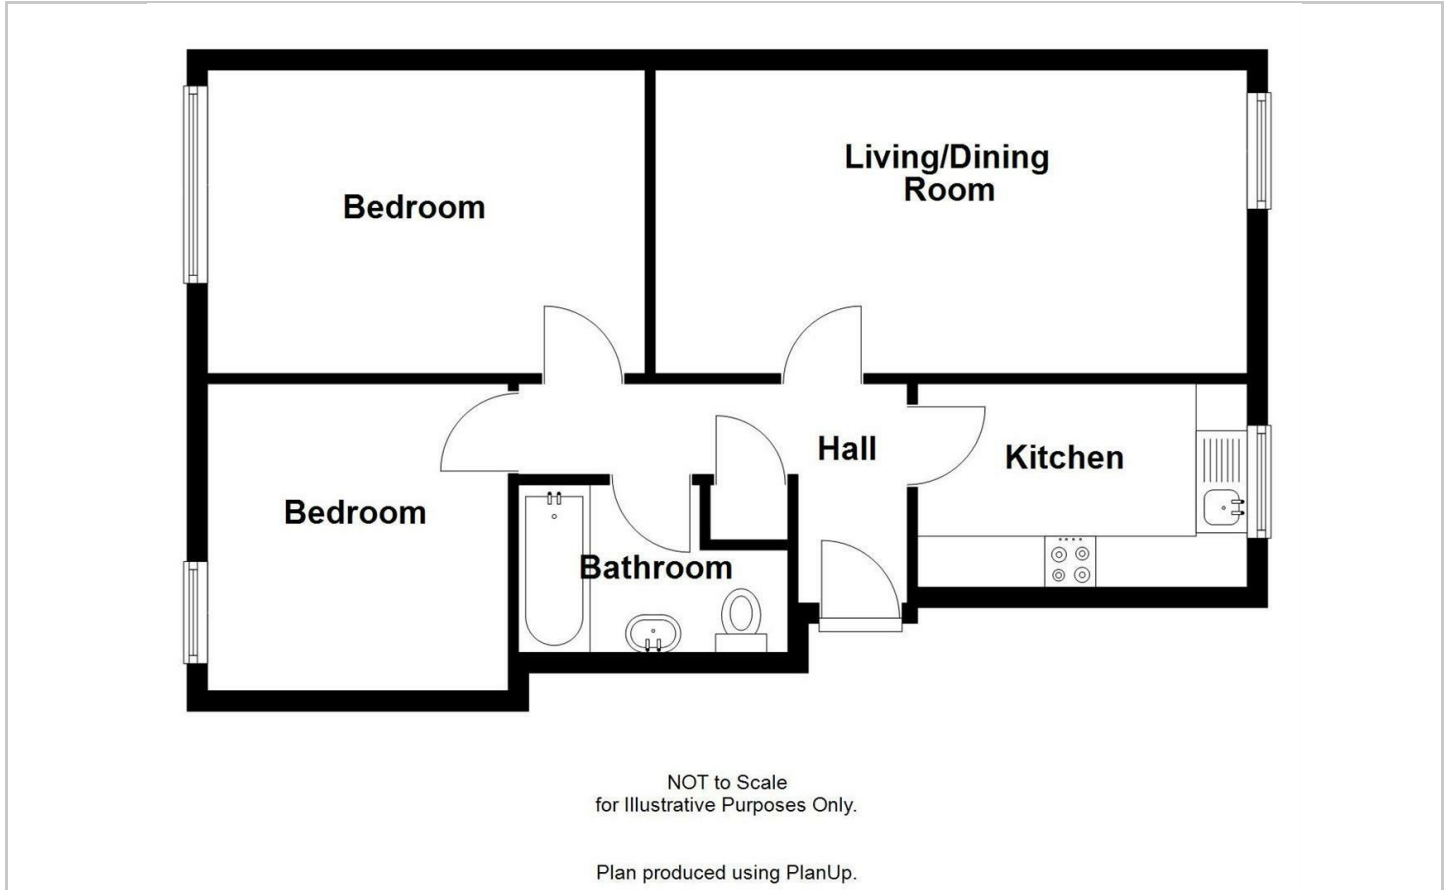 Living/Dining
Room
Bedroom
Hall
Kitchen
Bedroom
Bathroom
NOT to Scale
for Illustrative Purposes Only.
Plan produced using PlanUp.